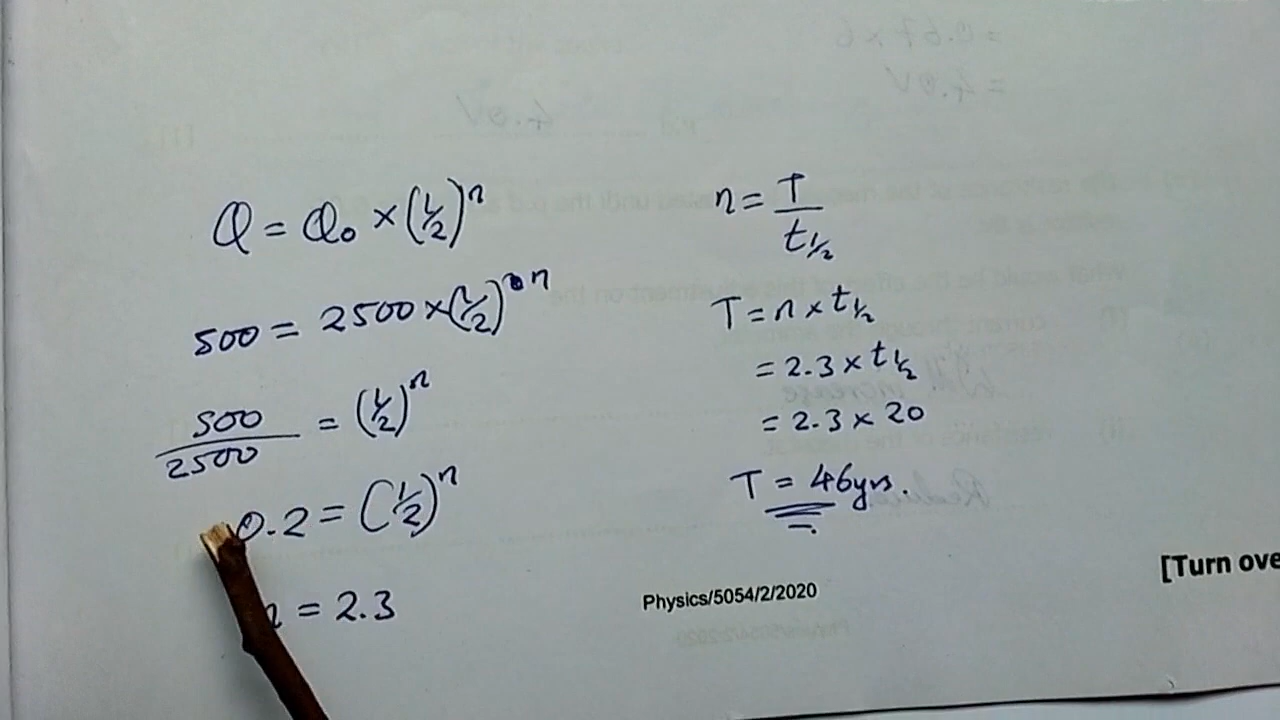 Q = Q₀ × (1/2)ⁿ
500 = 2500 × (1/2)ⁿ
500/2500 = (1/2)ⁿ
0.2 = (1/2)ⁿ
n = 2.3
n = T/t½
T = n × t½
= 2.3 × t½
= 2.3 × 20
T = 46yrs.
Physics/5054/2/2020
[Turn ove